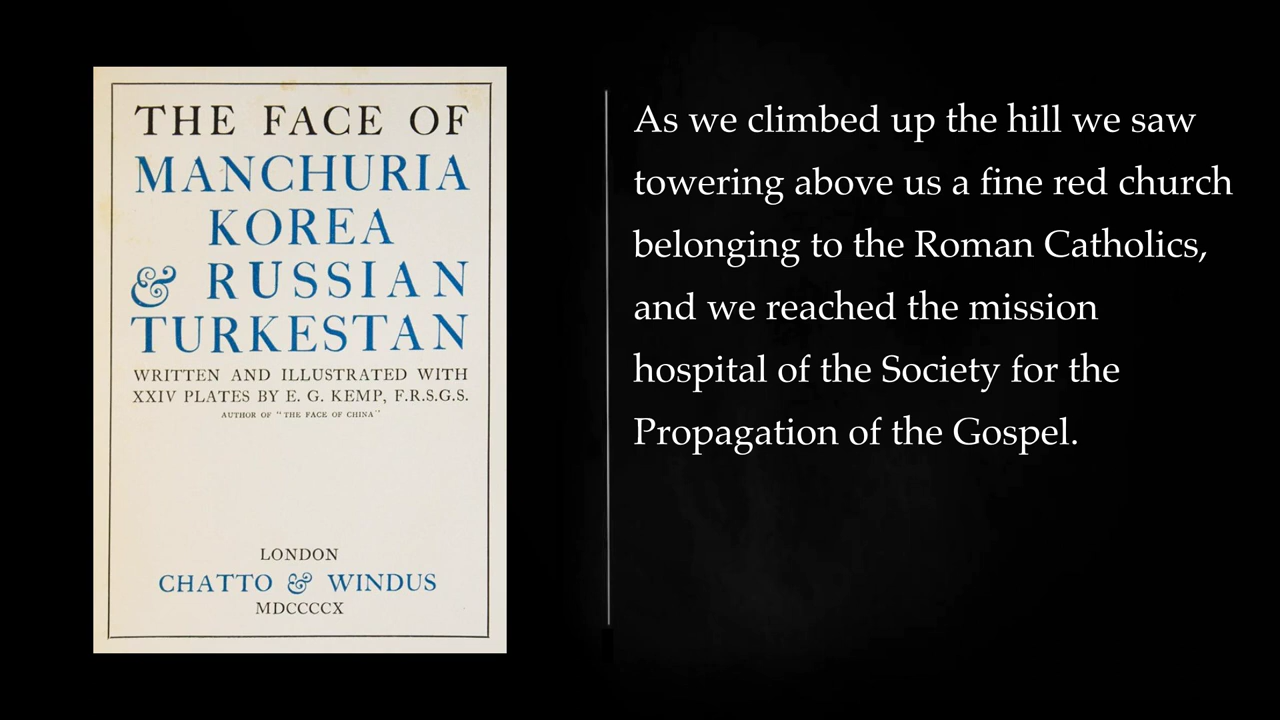 THE FACE OF
MANCHURIA
KOREA
& RUSSIAN
TURKESTAN
WRITTEN AND ILLUSTRATED WITH
XXIV PLATES BY E. G. KEMP, F.R.S.G.S.
AUTHOR OF "THE FACE OF CHINA"
LONDON
CHATTO & WINDUS
MDCCCCX
As we climbed up the hill we saw
towering above us a fine red church
belonging to the Roman Catholics,
and we reached the mission
hospital of the Society for the
Propagation of the Gospel.